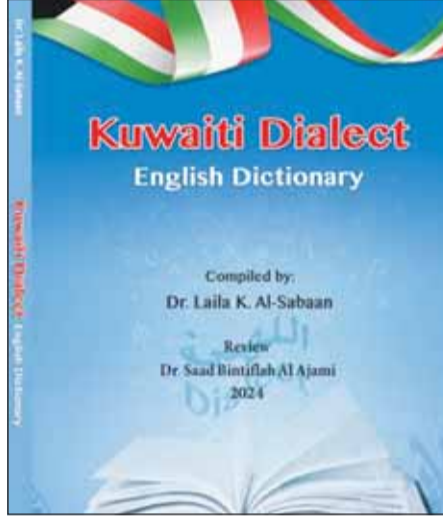 Kuwaiti Dialect
English Dictionary
Compiled by:
Dr. Laila K. Al-Sabaan
Review
Dr. Saad Bintiflah Al Ajami
2024
Dr. Laila K. Al-Sabaan
Kuwaiti Dialect English Dictionary